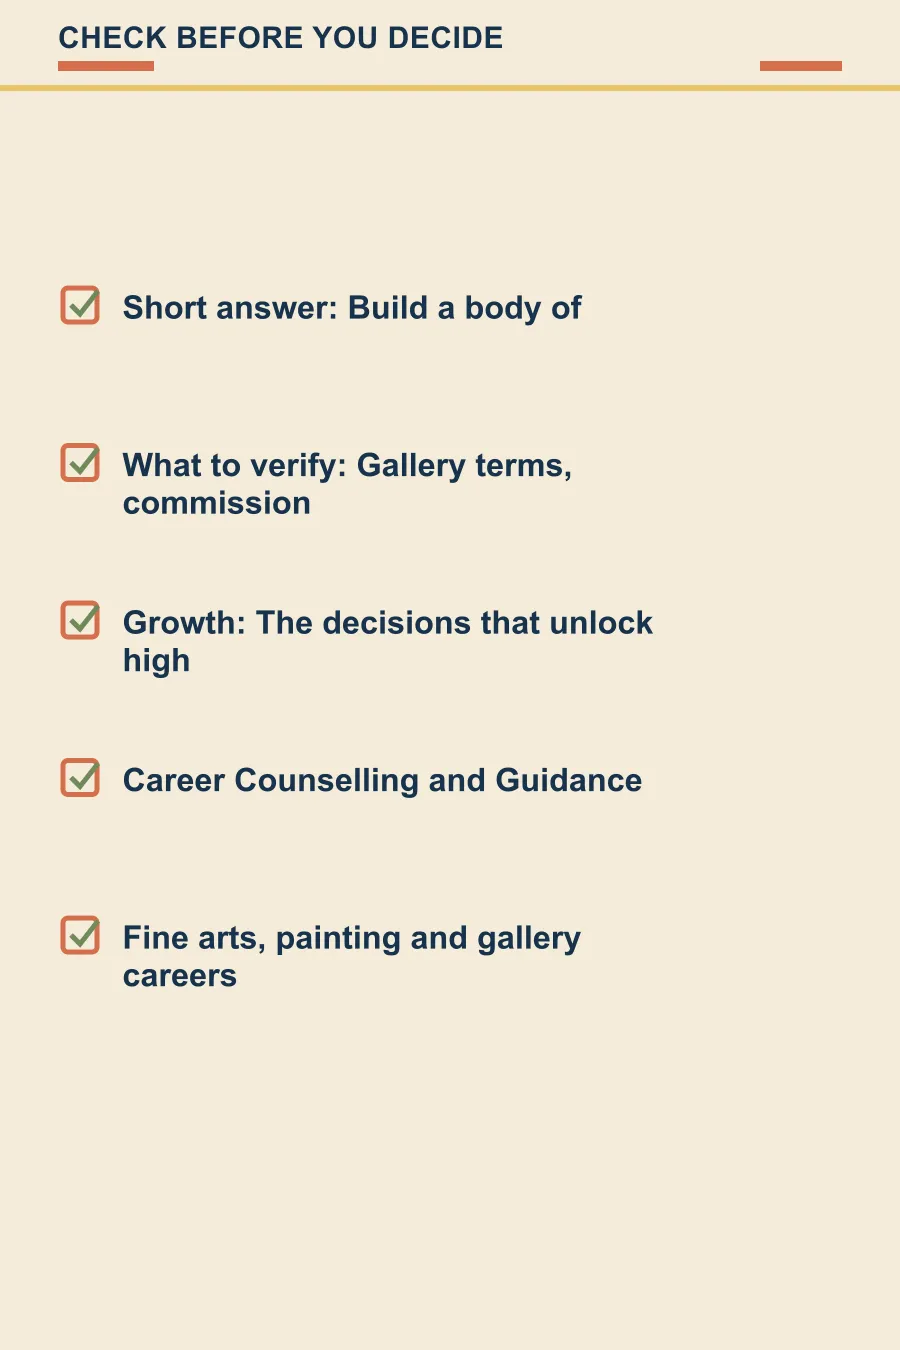 CHECK BEFORE YOU DECIDE
Short answer: Build a body of
What to verify: Gallery terms,
commission
Growth: The decisions that unlock
high
Career Counselling and Guidance
Fine arts, painting and gallery
careers